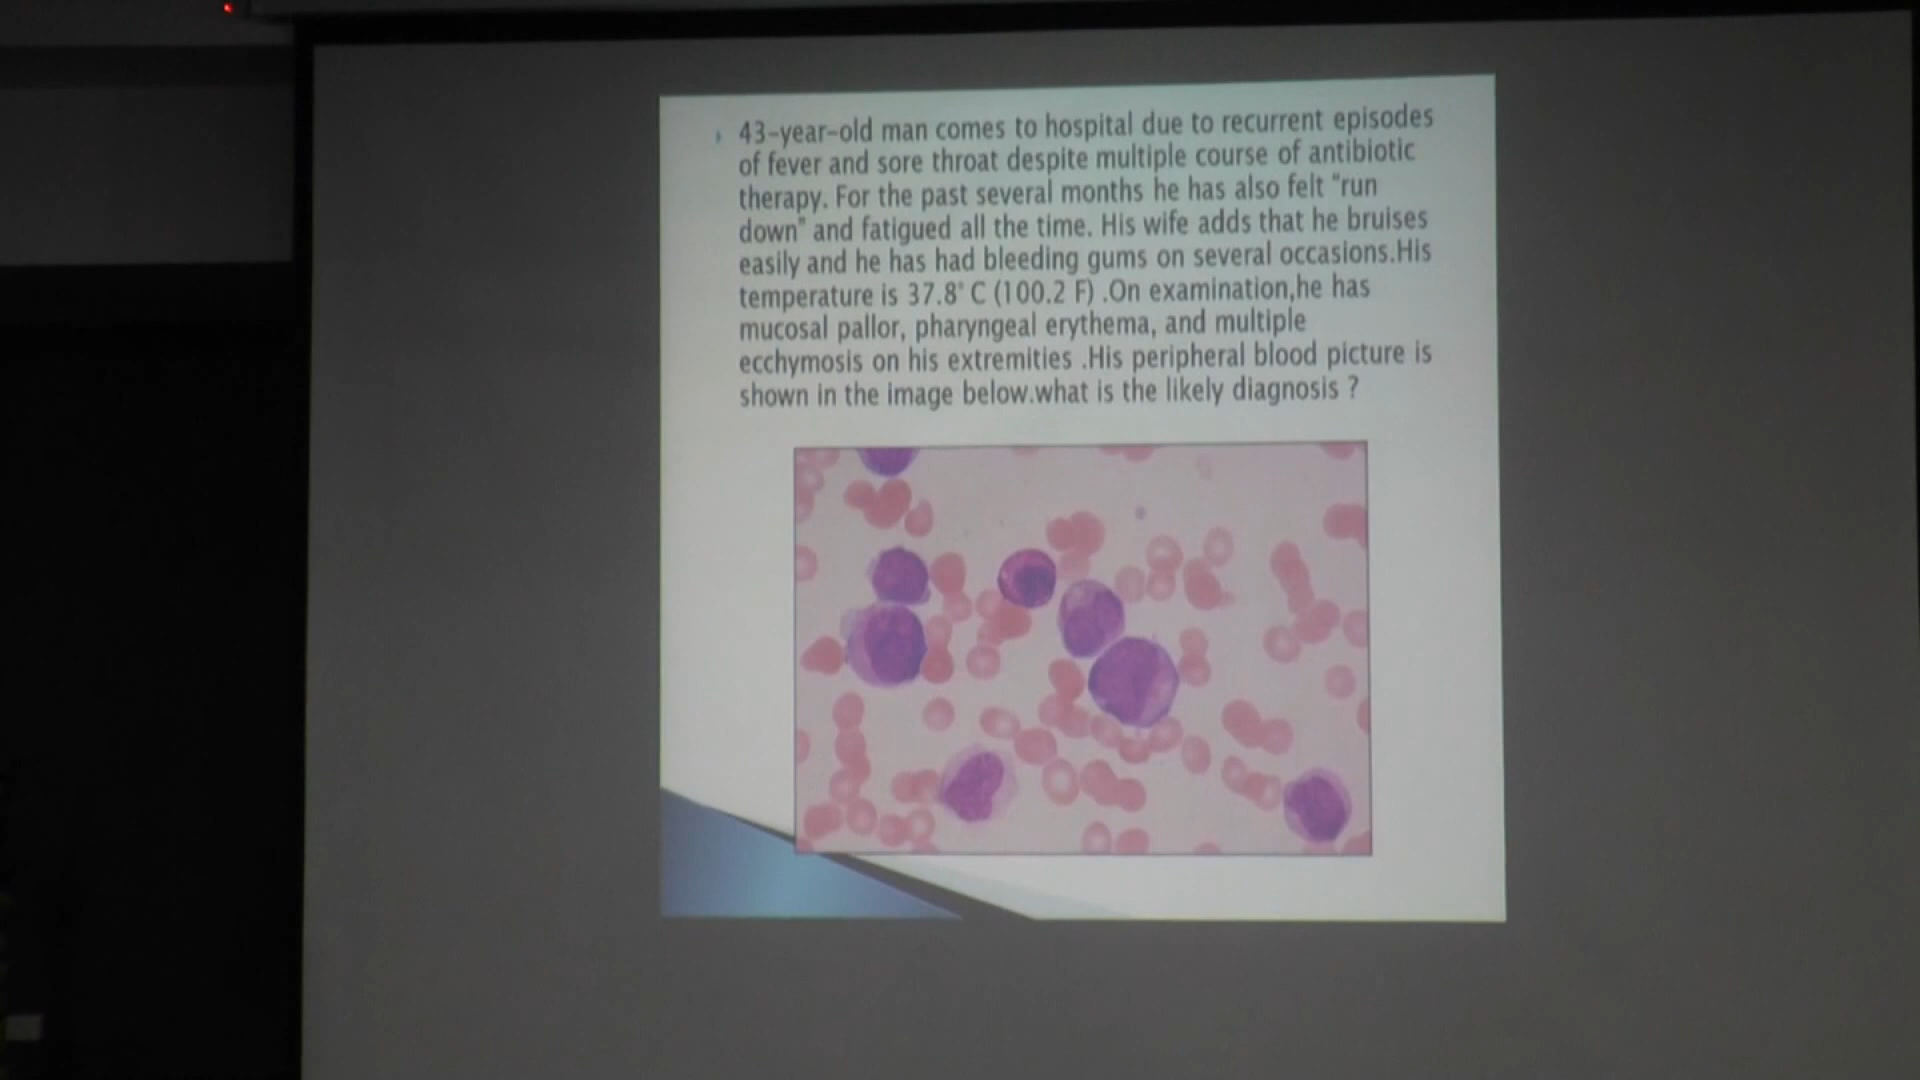 43-year-old man comes to hospital due to recurrent episodes
of fever and sore throat despite multiple course of antibiotic
therapy. For the past several months he has also felt "run
down" and fatigued all the time. His wife adds that he bruises
easily and he has had bleeding gums on several occasions.His
temperature is 37.8° C (100.2 F) .On examination,he has
mucosal pallor, pharyngeal erythema, and multiple
ecchymosis on his extremities .His peripheral blood picture is
shown in the image below.what is the likely diagnosis ?